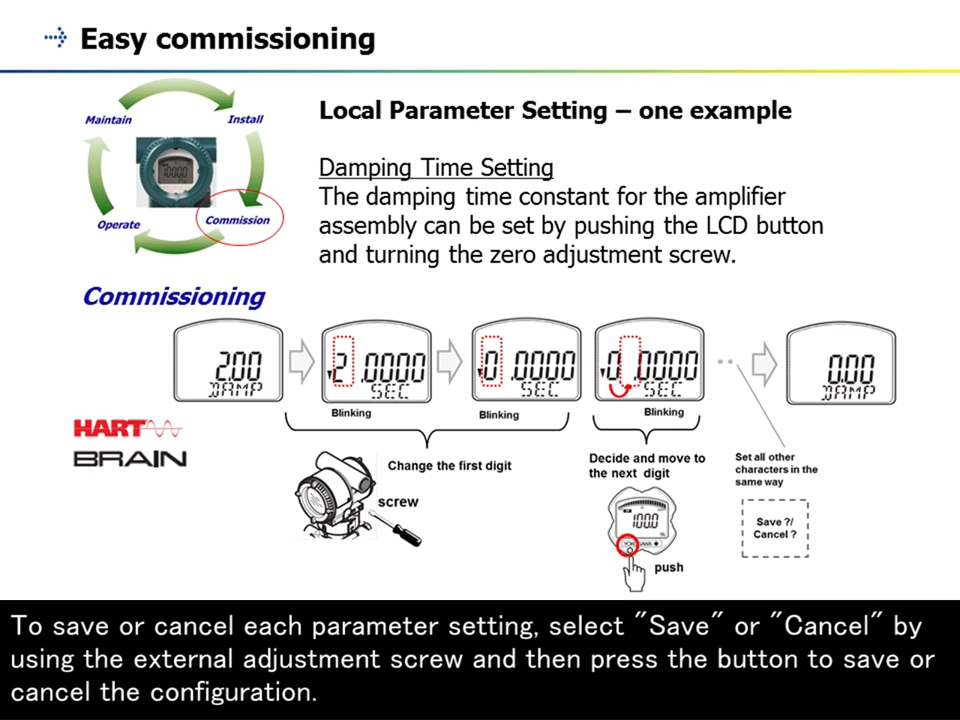 Easy commissioning
Maintain
Install
Operate
Commission
Local Parameter Setting – one example
Damping Time Setting
The damping time constant for the amplifier
assembly can be set by pushing the LCD button
and turning the zero adjustment screw.
Commissioning
2.00
DAMP
2.0000
SEC
0.0000
SEC
0.0000
SEC
0.00
DAMP
Blinking
Blinking
Blinking
HART
BRAIN
Change the first digit
screw
Decide and move to
the next digit
100.0
YOKOGAWA
push
Set all other
characters in the
same way
Save ?/
Cancel ?
To save or cancel each parameter setting, select "Save" or "Cancel" by
using the external adjustment screw and then press the button to save or
cancel the configuration.